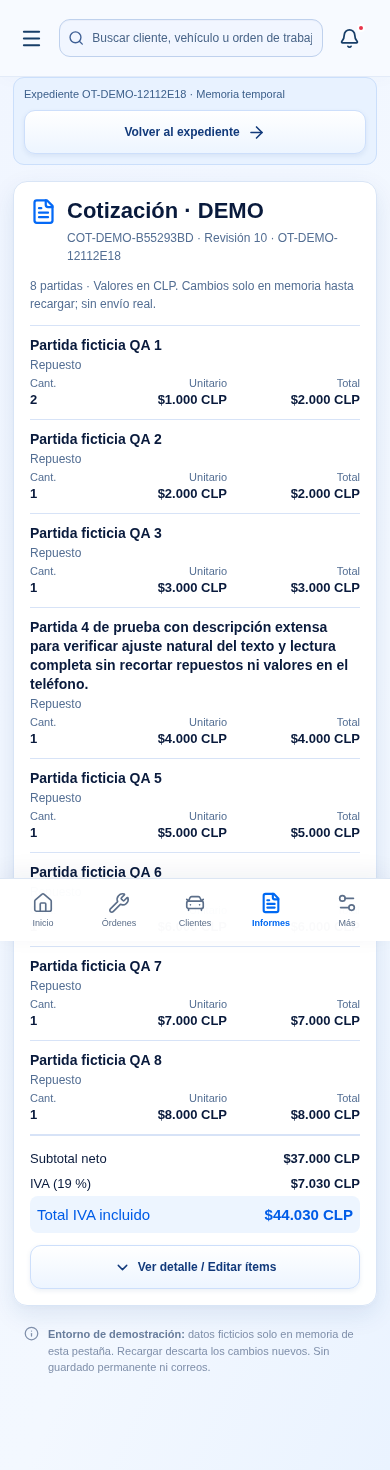 Buscar cliente, vehículo u orden de trabaj
Expediente OT-DEMO-12112E18 · Memoria temporal
Volver al expediente
Cotización · DEMO
COT-DEMO-B55293BD · Revisión 10 · OT-DEMO-
12112E18
8 partidas · Valores en CLP. Cambios solo en memoria hasta
recargar; sin envío real.
Partida ficticia QA 1
Repuesto
Cant. Unitario Total
2 $1.000 CLP $2.000 CLP
Partida ficticia QA 2
Repuesto
Cant. Unitario Total
1 $2.000 CLP $2.000 CLP
Partida ficticia QA 3
Repuesto
Cant. Unitario Total
1 $3.000 CLP $3.000 CLP
Partida 4 de prueba con descripción extensa
para verificar ajuste natural del texto y lectura
completa sin recortar repuestos ni valores en el
teléfono.
Repuesto
Cant. Unitario Total
1 $4.000 CLP $4.000 CLP
Partida ficticia QA 5
Repuesto
Cant. Unitario Total
1 $5.000 CLP $5.000 CLP
Partida ficticia QA 6
Inicio Órdenes Clientes Informes Más
Partida ficticia QA 7
Repuesto
Cant. Unitario Total
1 $7.000 CLP $7.000 CLP
Partida ficticia QA 8
Repuesto
Cant. Unitario Total
1 $8.000 CLP $8.000 CLP
Subtotal neto $37.000 CLP
IVA (19 %) $7.030 CLP
Total IVA incluido $44.030 CLP
Ver detalle / Editar ítems
Entorno de demostración: datos ficticios solo en memoria de
esta pestaña. Recargar descarta los cambios nuevos. Sin
guardado permanente ni correos.